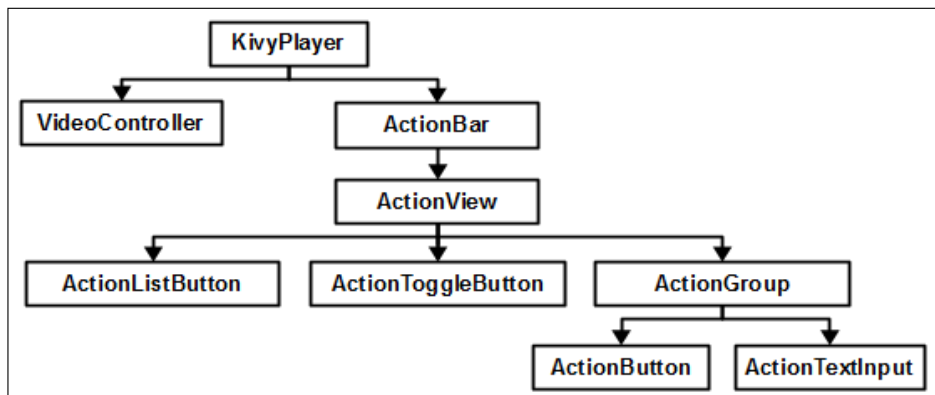 KivyPlayer
VideoController
ActionBar
ActionView
ActionListButton
ActionToggleButton
ActionGroup
ActionButton
ActionTextInput